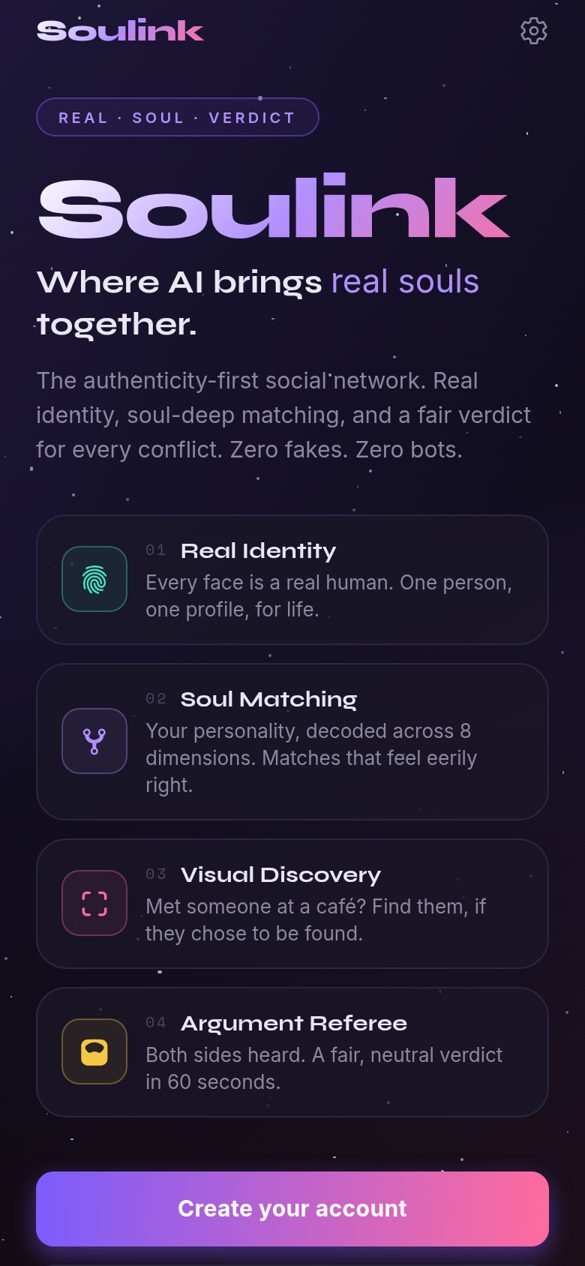 Soulink
REAL · SOUL · VERDICT
Soulink
Where AI brings real souls
together.
The authenticity-first social network. Real
identity, soul-deep matching, and a fair verdict
for every conflict. Zero fakes. Zero bots.
01 Real Identity
Every face is a real human. One person,
one profile, for life.
02 Soul Matching
Your personality, decoded across 8
dimensions. Matches that feel eerily
right.
03 Visual Discovery
Met someone at a café? Find them, if
they chose to be found.
04 Argument Referee
Both sides heard. A fair, neutral verdict
in 60 seconds.
Create your account